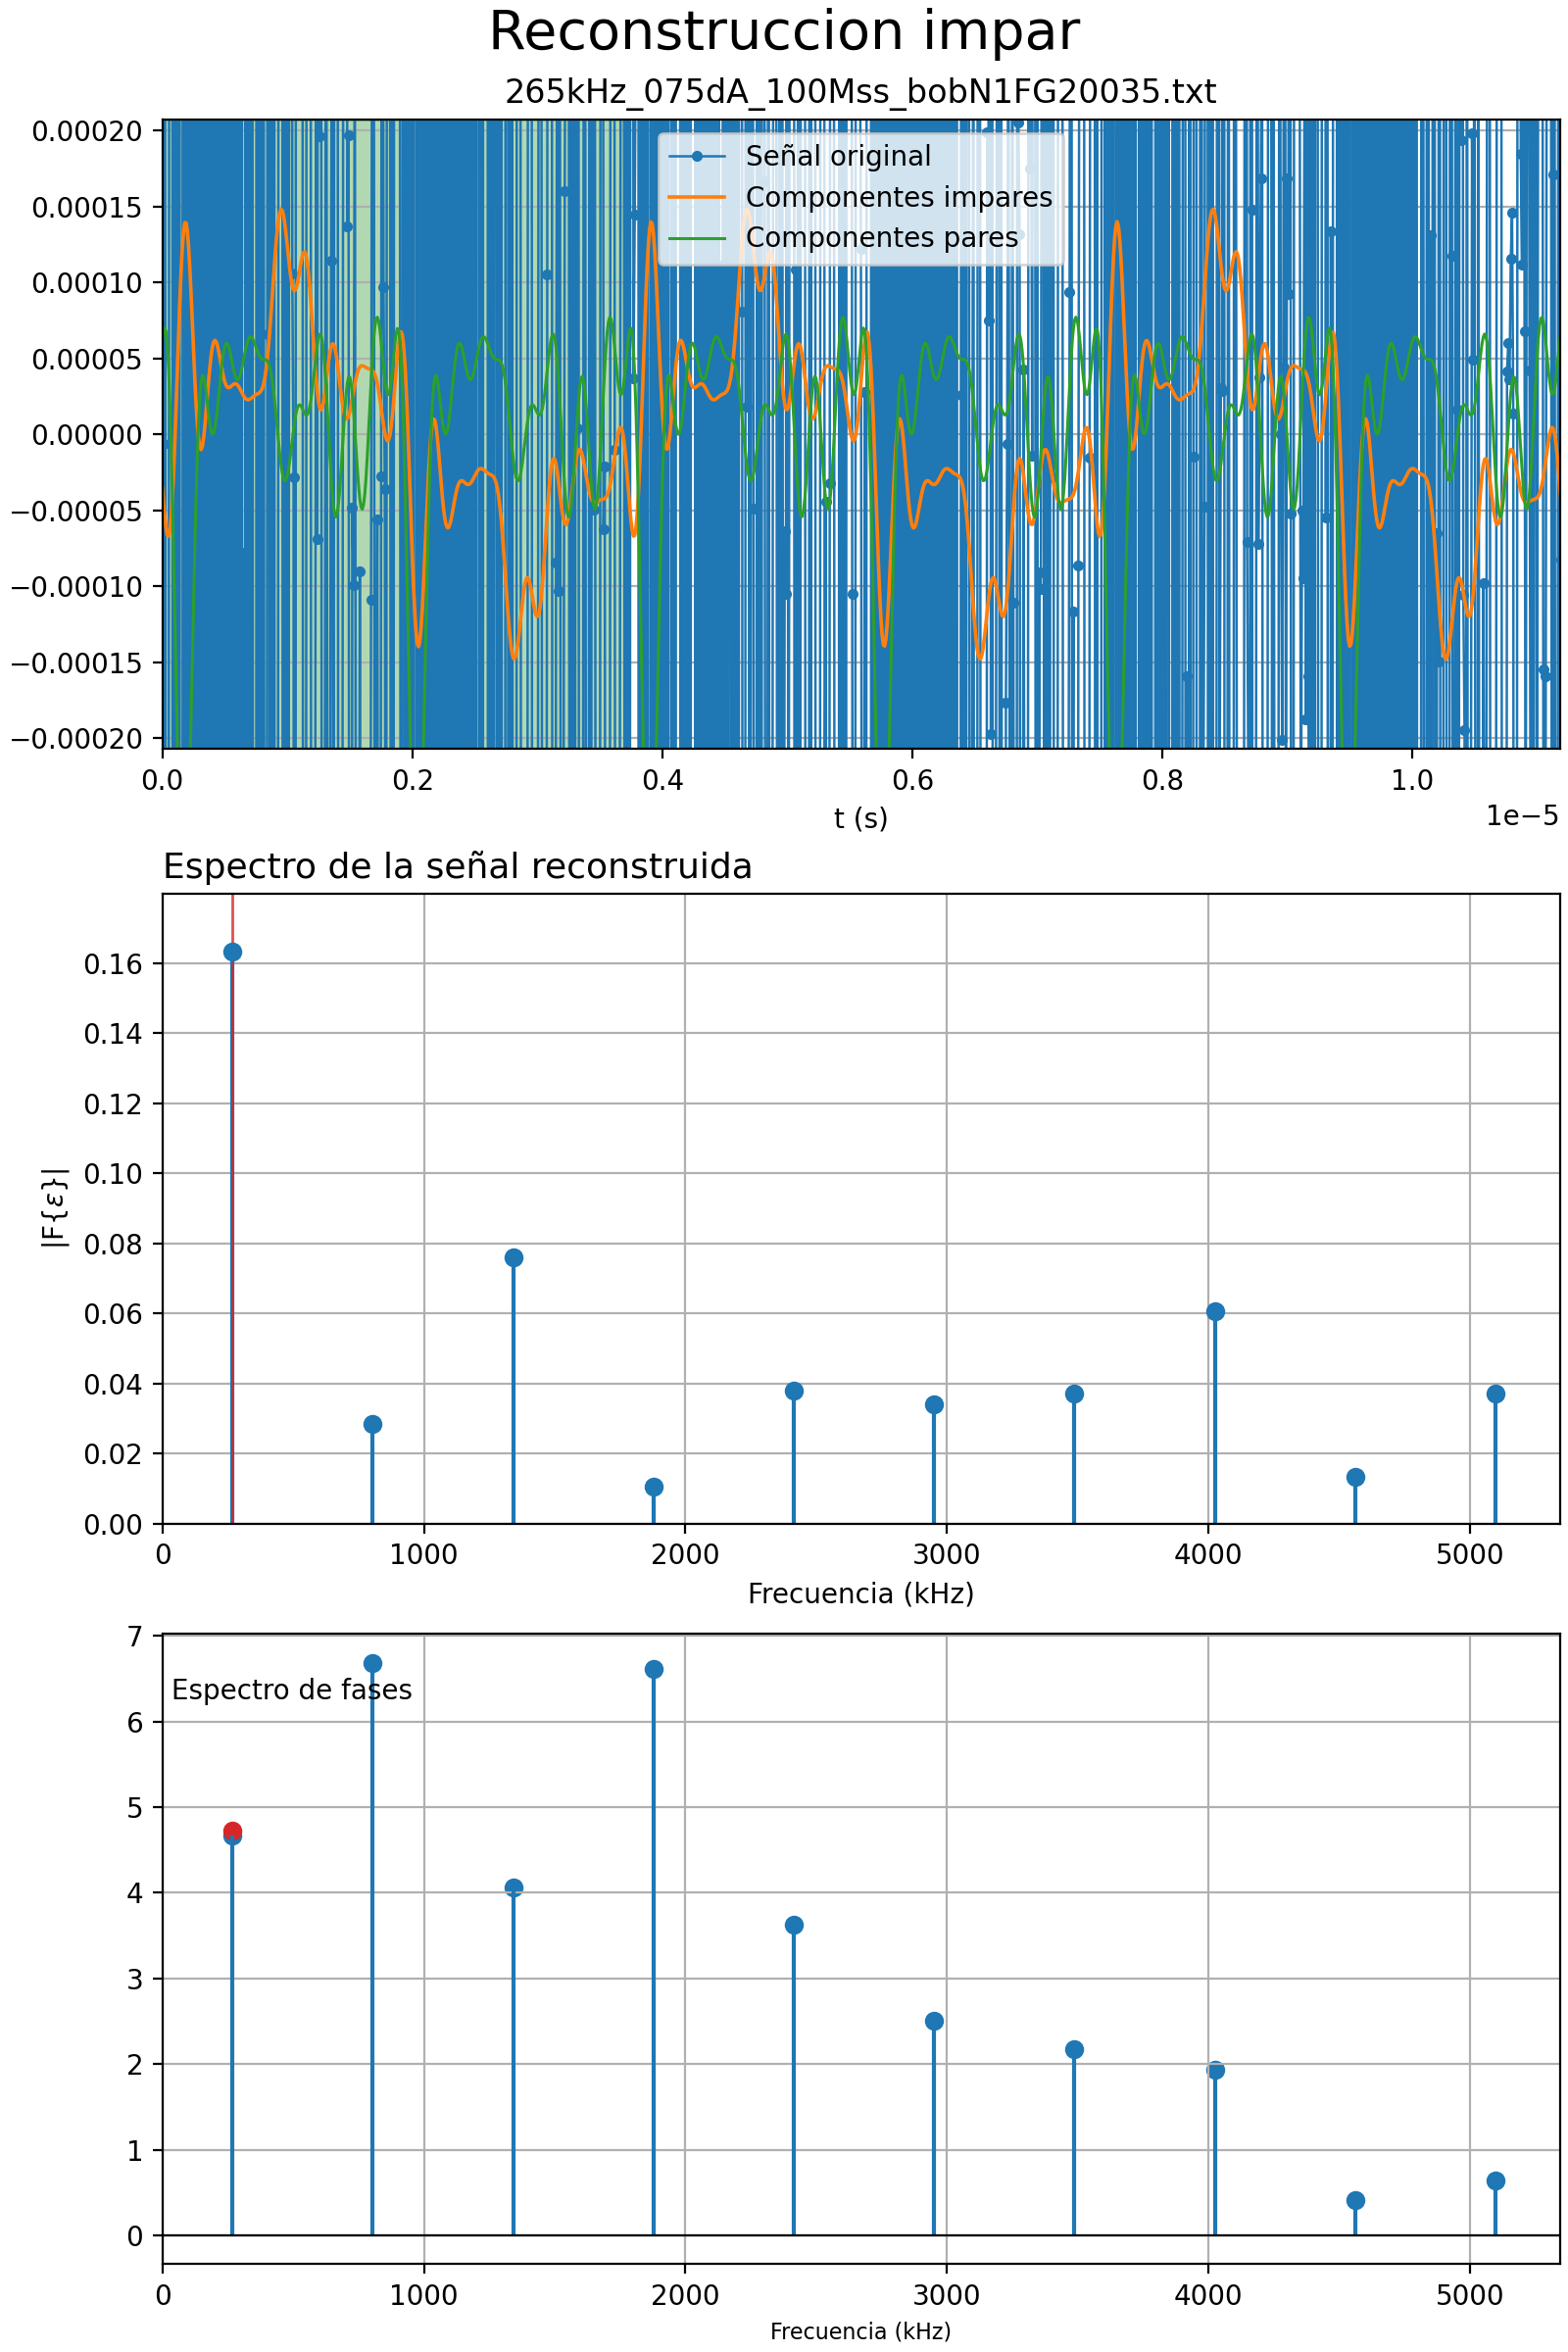 Reconstruccion impar
265kHz_075dA_100Mss_bobN1FG20035.txt
0.00020
0.00015
0.00010
0.00005
0.00000
−0.00005
−0.00010
−0.00015
−0.00020
Señal original
Componentes impares
Componentes pares
0.0 0.2 0.4 0.6 0.8 1.0
t (s)
1e−5
Espectro de la señal reconstruida
0.16
0.14
0.12
0.10
0.08
0.06
0.04
0.02
0.00
|F{ε}|
0 1000 2000 3000 4000 5000
Frecuencia (kHz)
7
6
5
4
3
2
1
0
Espectro de fases
0 1000 2000 3000 4000 5000
Frecuencia (kHz)